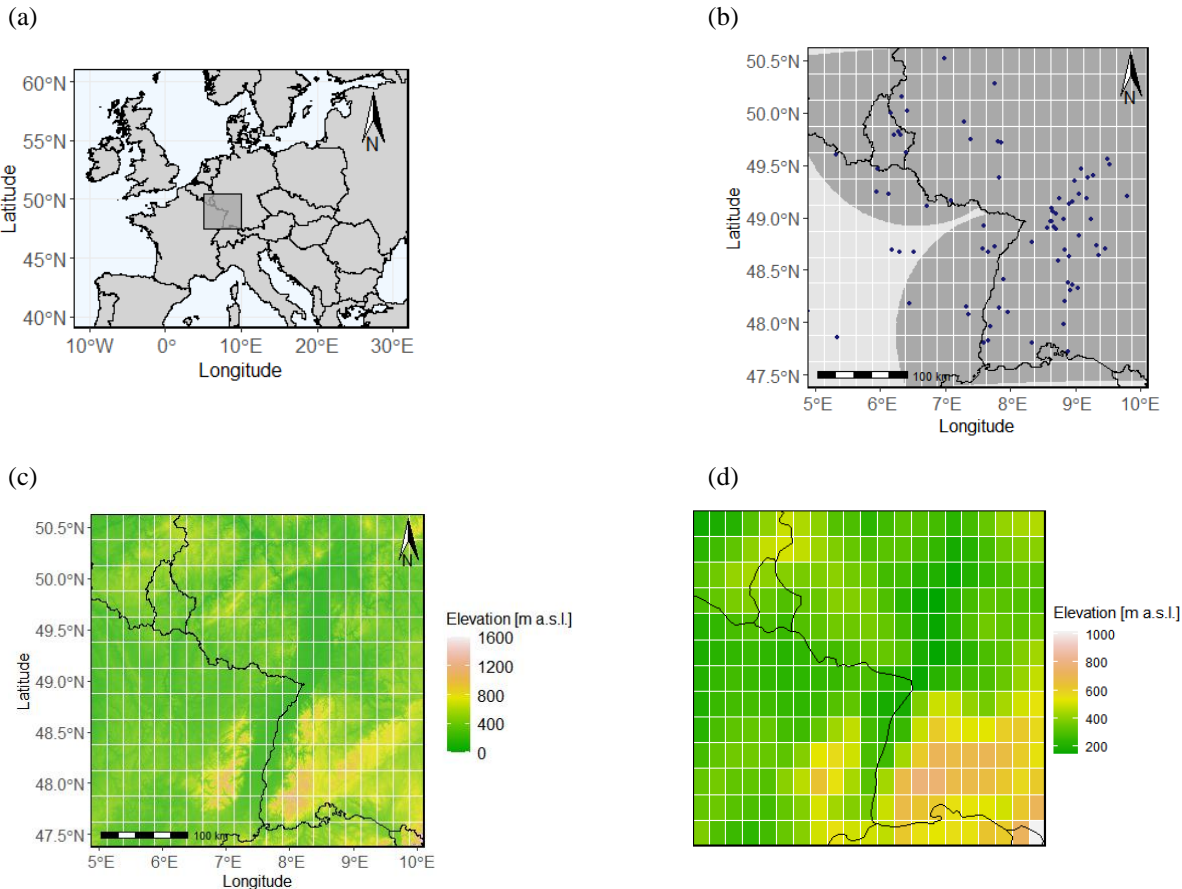 (a)
60°N
55°N
50°N
45°N
40°N
Latitude
N
10°W 0° 10°E 20°E 30°E
Longitude
(b)
50.5°N
50.0°N
49.5°N
49.0°N
48.5°N
48.0°N
47.5°N
Latitude
N
100 km
5°E 6°E 7°E 8°E 9°E 10°E
Longitude
(c)
50.5°N
50.0°N
49.5°N
49.0°N
48.5°N
48.0°N
47.5°N
Latitude
N
100 km
5°E 6°E 7°E 8°E 9°E 10°E
Longitude
Elevation [m a.s.l.]
1600
1200
800
400
0
(d)
Elevation [m a.s.l.]
1000
800
600
400
200